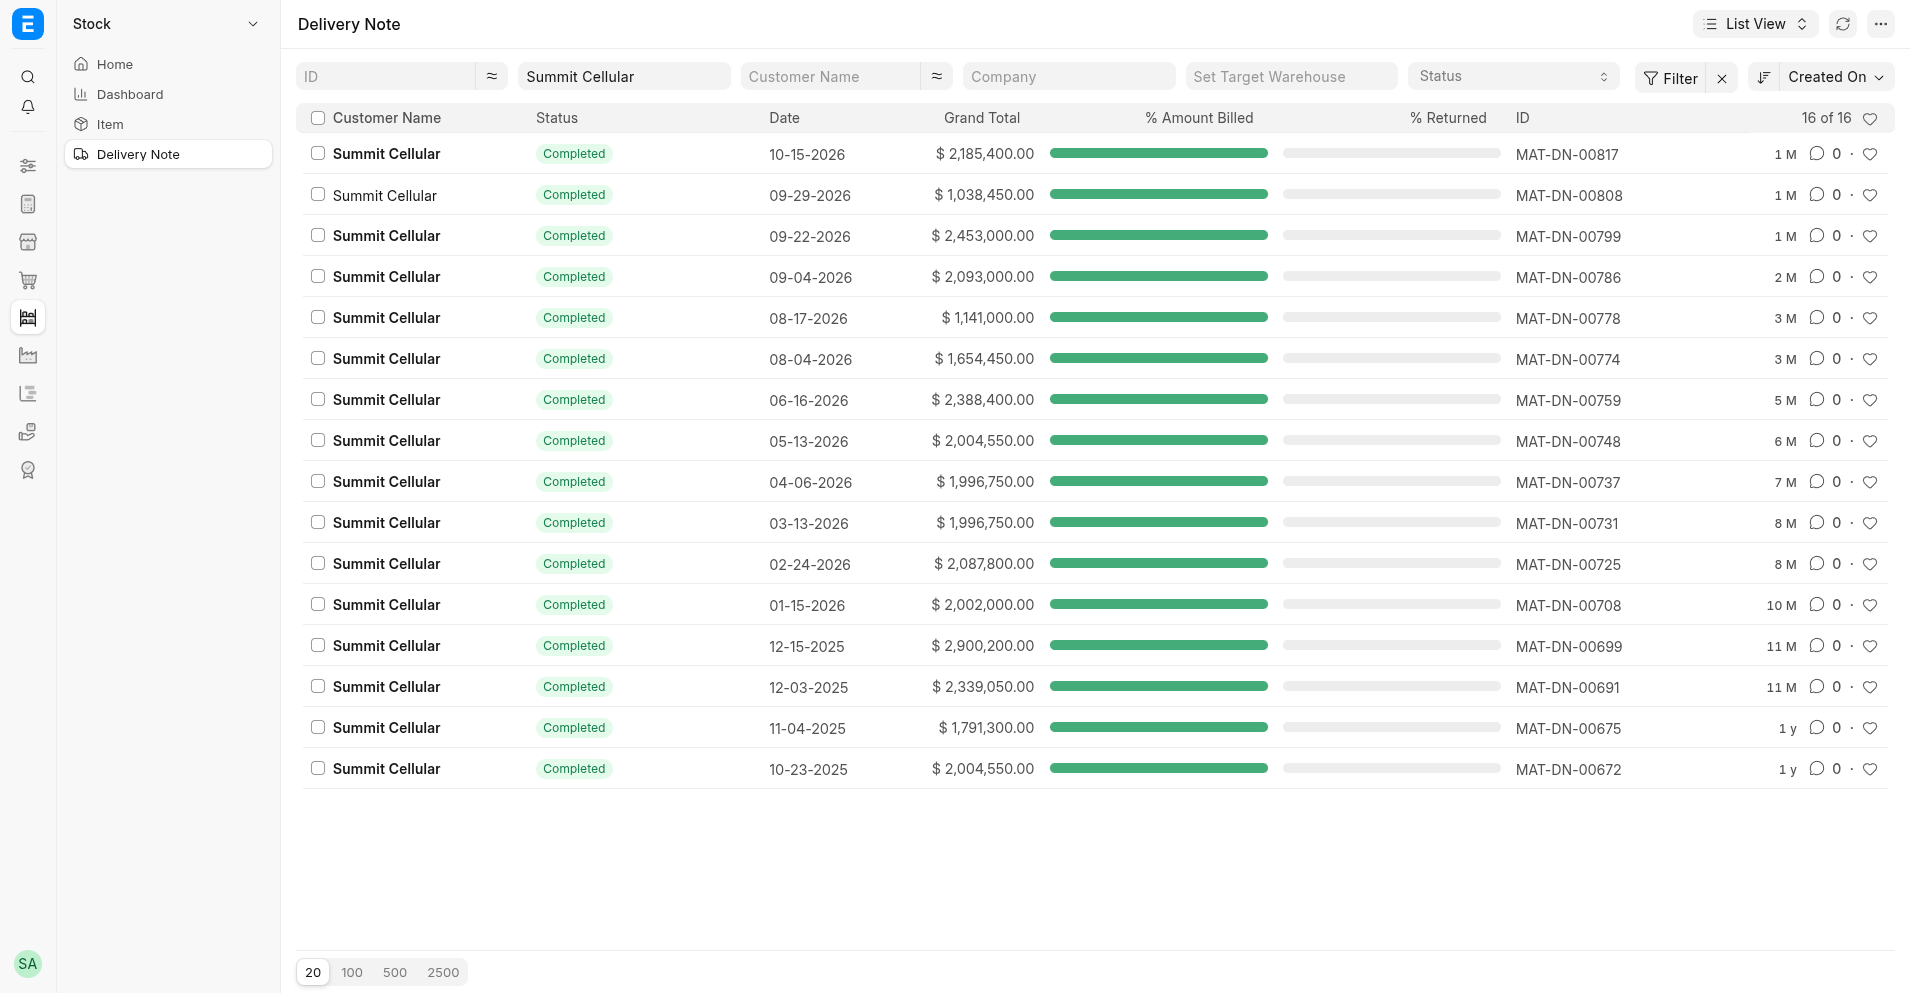 Stock
Delivery Note
List View
Home
Dashboard
Item
Delivery Note
ID ≈ Summit Cellular Customer Name ≈ Company Set Target Warehouse Status Filter × Created On
Customer Name Status Date Grand Total % Amount Billed % Returned ID 16 of 16
Summit Cellular Completed 10-15-2026 $ 2,185,400.00 MAT-DN-00817 1 M 0 ·
Summit Cellular Completed 09-29-2026 $ 1,038,450.00 MAT-DN-00808 1 M 0 ·
Summit Cellular Completed 09-22-2026 $ 2,453,000.00 MAT-DN-00799 1 M 0 ·
Summit Cellular Completed 09-04-2026 $ 2,093,000.00 MAT-DN-00786 2 M 0 ·
Summit Cellular Completed 08-17-2026 $ 1,141,000.00 MAT-DN-00778 3 M 0 ·
Summit Cellular Completed 08-04-2026 $ 1,654,450.00 MAT-DN-00774 3 M 0 ·
Summit Cellular Completed 06-16-2026 $ 2,388,400.00 MAT-DN-00759 5 M 0 ·
Summit Cellular Completed 05-13-2026 $ 2,004,550.00 MAT-DN-00748 6 M 0 ·
Summit Cellular Completed 04-06-2026 $ 1,996,750.00 MAT-DN-00737 7 M 0 ·
Summit Cellular Completed 03-13-2026 $ 1,996,750.00 MAT-DN-00731 8 M 0 ·
Summit Cellular Completed 02-24-2026 $ 2,087,800.00 MAT-DN-00725 8 M 0 ·
Summit Cellular Completed 01-15-2026 $ 2,002,000.00 MAT-DN-00708 10 M 0 ·
Summit Cellular Completed 12-15-2025 $ 2,900,200.00 MAT-DN-00699 11 M 0 ·
Summit Cellular Completed 12-03-2025 $ 2,339,050.00 MAT-DN-00691 11 M 0 ·
Summit Cellular Completed 11-04-2025 $ 1,791,300.00 MAT-DN-00675 1 y 0 ·
Summit Cellular Completed 10-23-2025 $ 2,004,550.00 MAT-DN-00672 1 y 0 ·
SA
20 100 500 2500